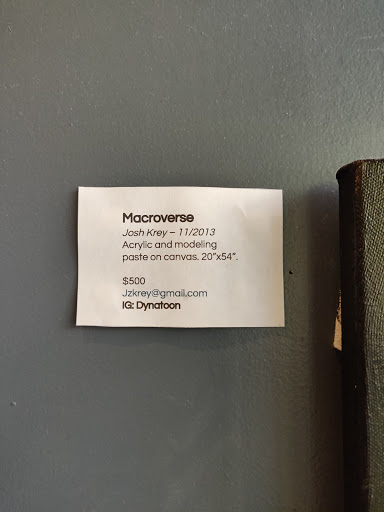 Macroverse
Josh Krey – 11/2013
Acrylic and modeling
paste on canvas. 20"x54".
$500
Jzkrey@gmail.com
IG: Dynatoon